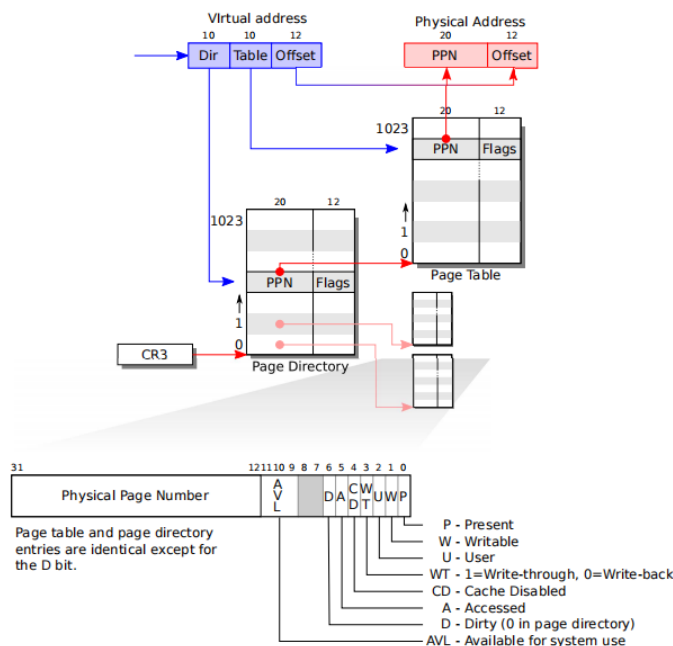 VIrtual address
Physical Address
10 10 12
20 12
Dir Table Offset
PPN Offset
20 12
1023
PPN Flags
1
0
Page Table
20 12
1023
PPN Flags
1
0
Page Directory
CR3
31 12 11 10 9 8 7 6 5 4 3 2 1 0
Physical Page Number
A
V
L
D A C
D W
T U W P
Page table and page directory
entries are identical except for
the D bit.
P - Present
W - Writable
U - User
WT - 1=Write-through, 0=Write-back
CD - Cache Disabled
A - Accessed
D - Dirty (0 in page directory)
AVL - Available for system use